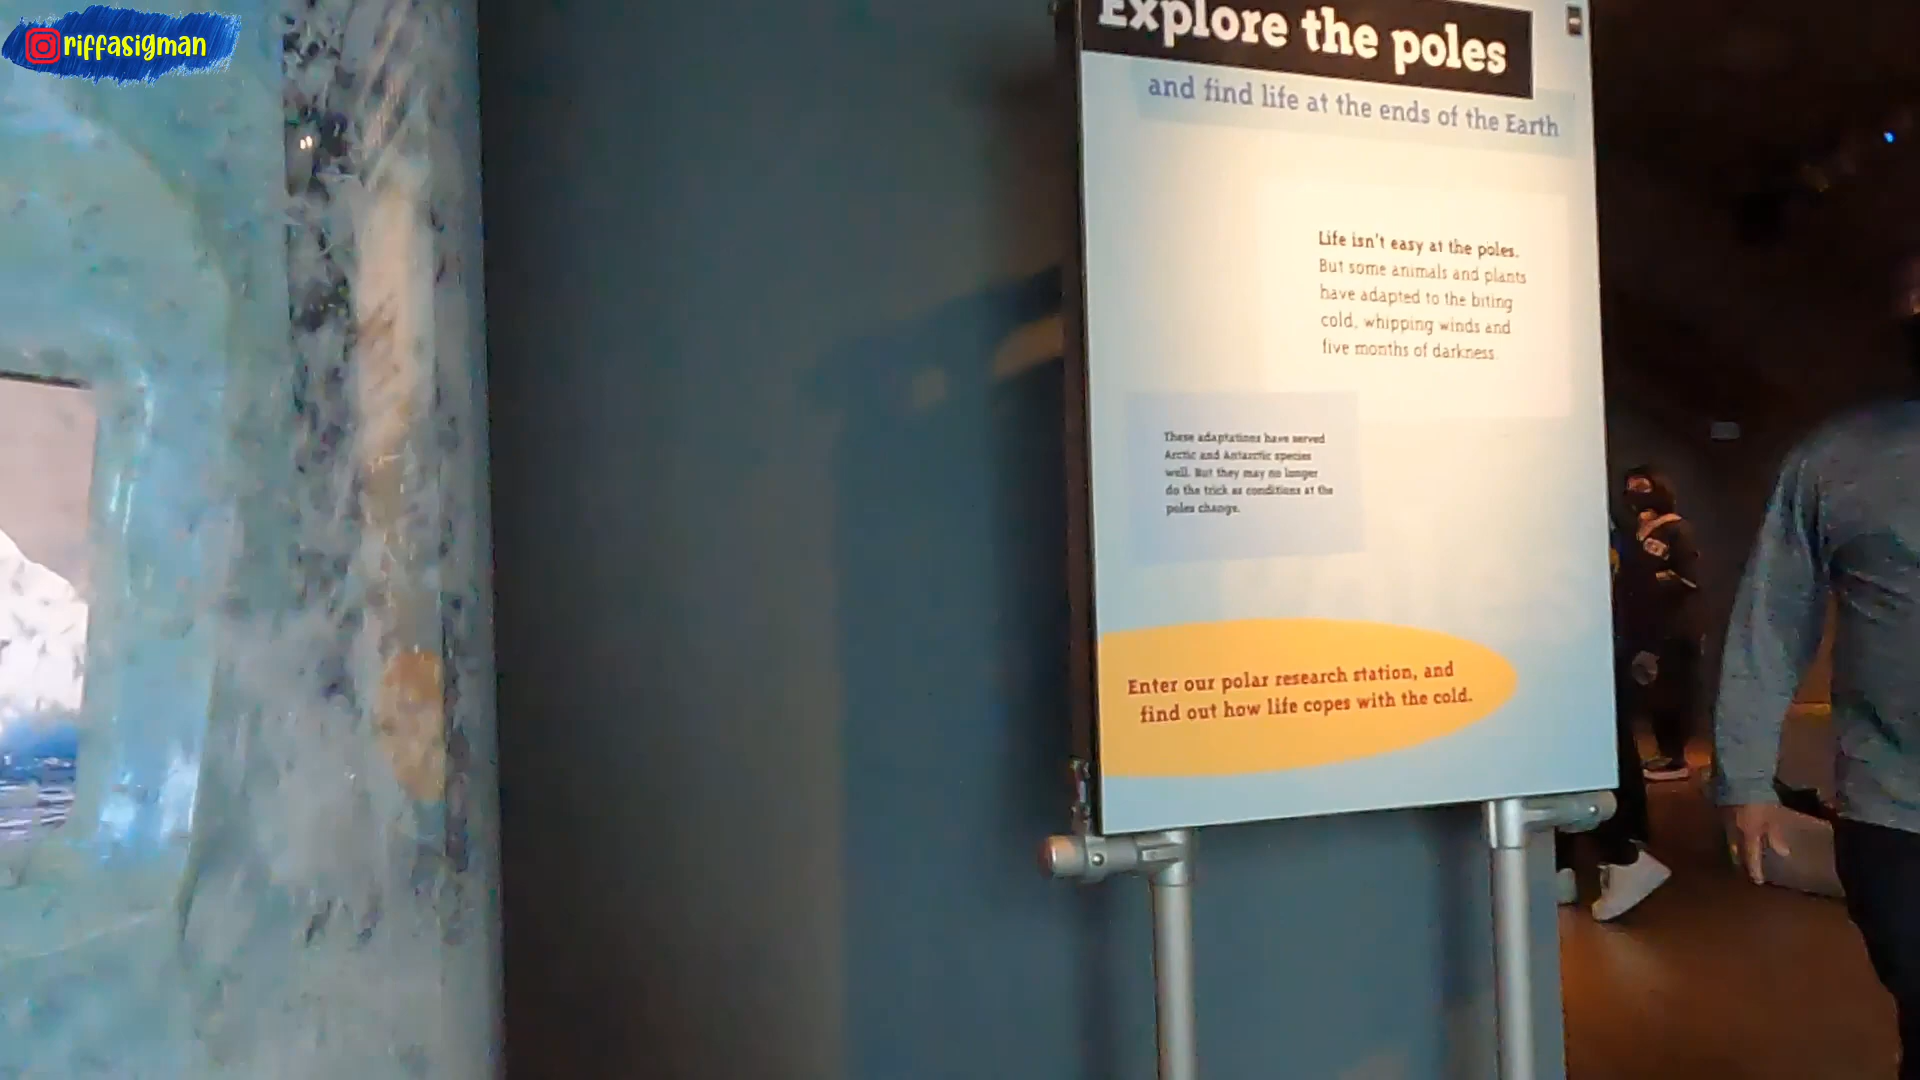 riffasigman
Explore the poles
and find life at the ends of the Earth
Life isn't easy at the poles.
But some animals and plants
have adapted to the biting
cold, whipping winds and
five months of darkness.
These adaptations have served
Arctic and Antarctic species
well. But they may no longer
do the trick as conditions at the
poles change.
Enter our polar research station, and
find out how life copes with the cold.